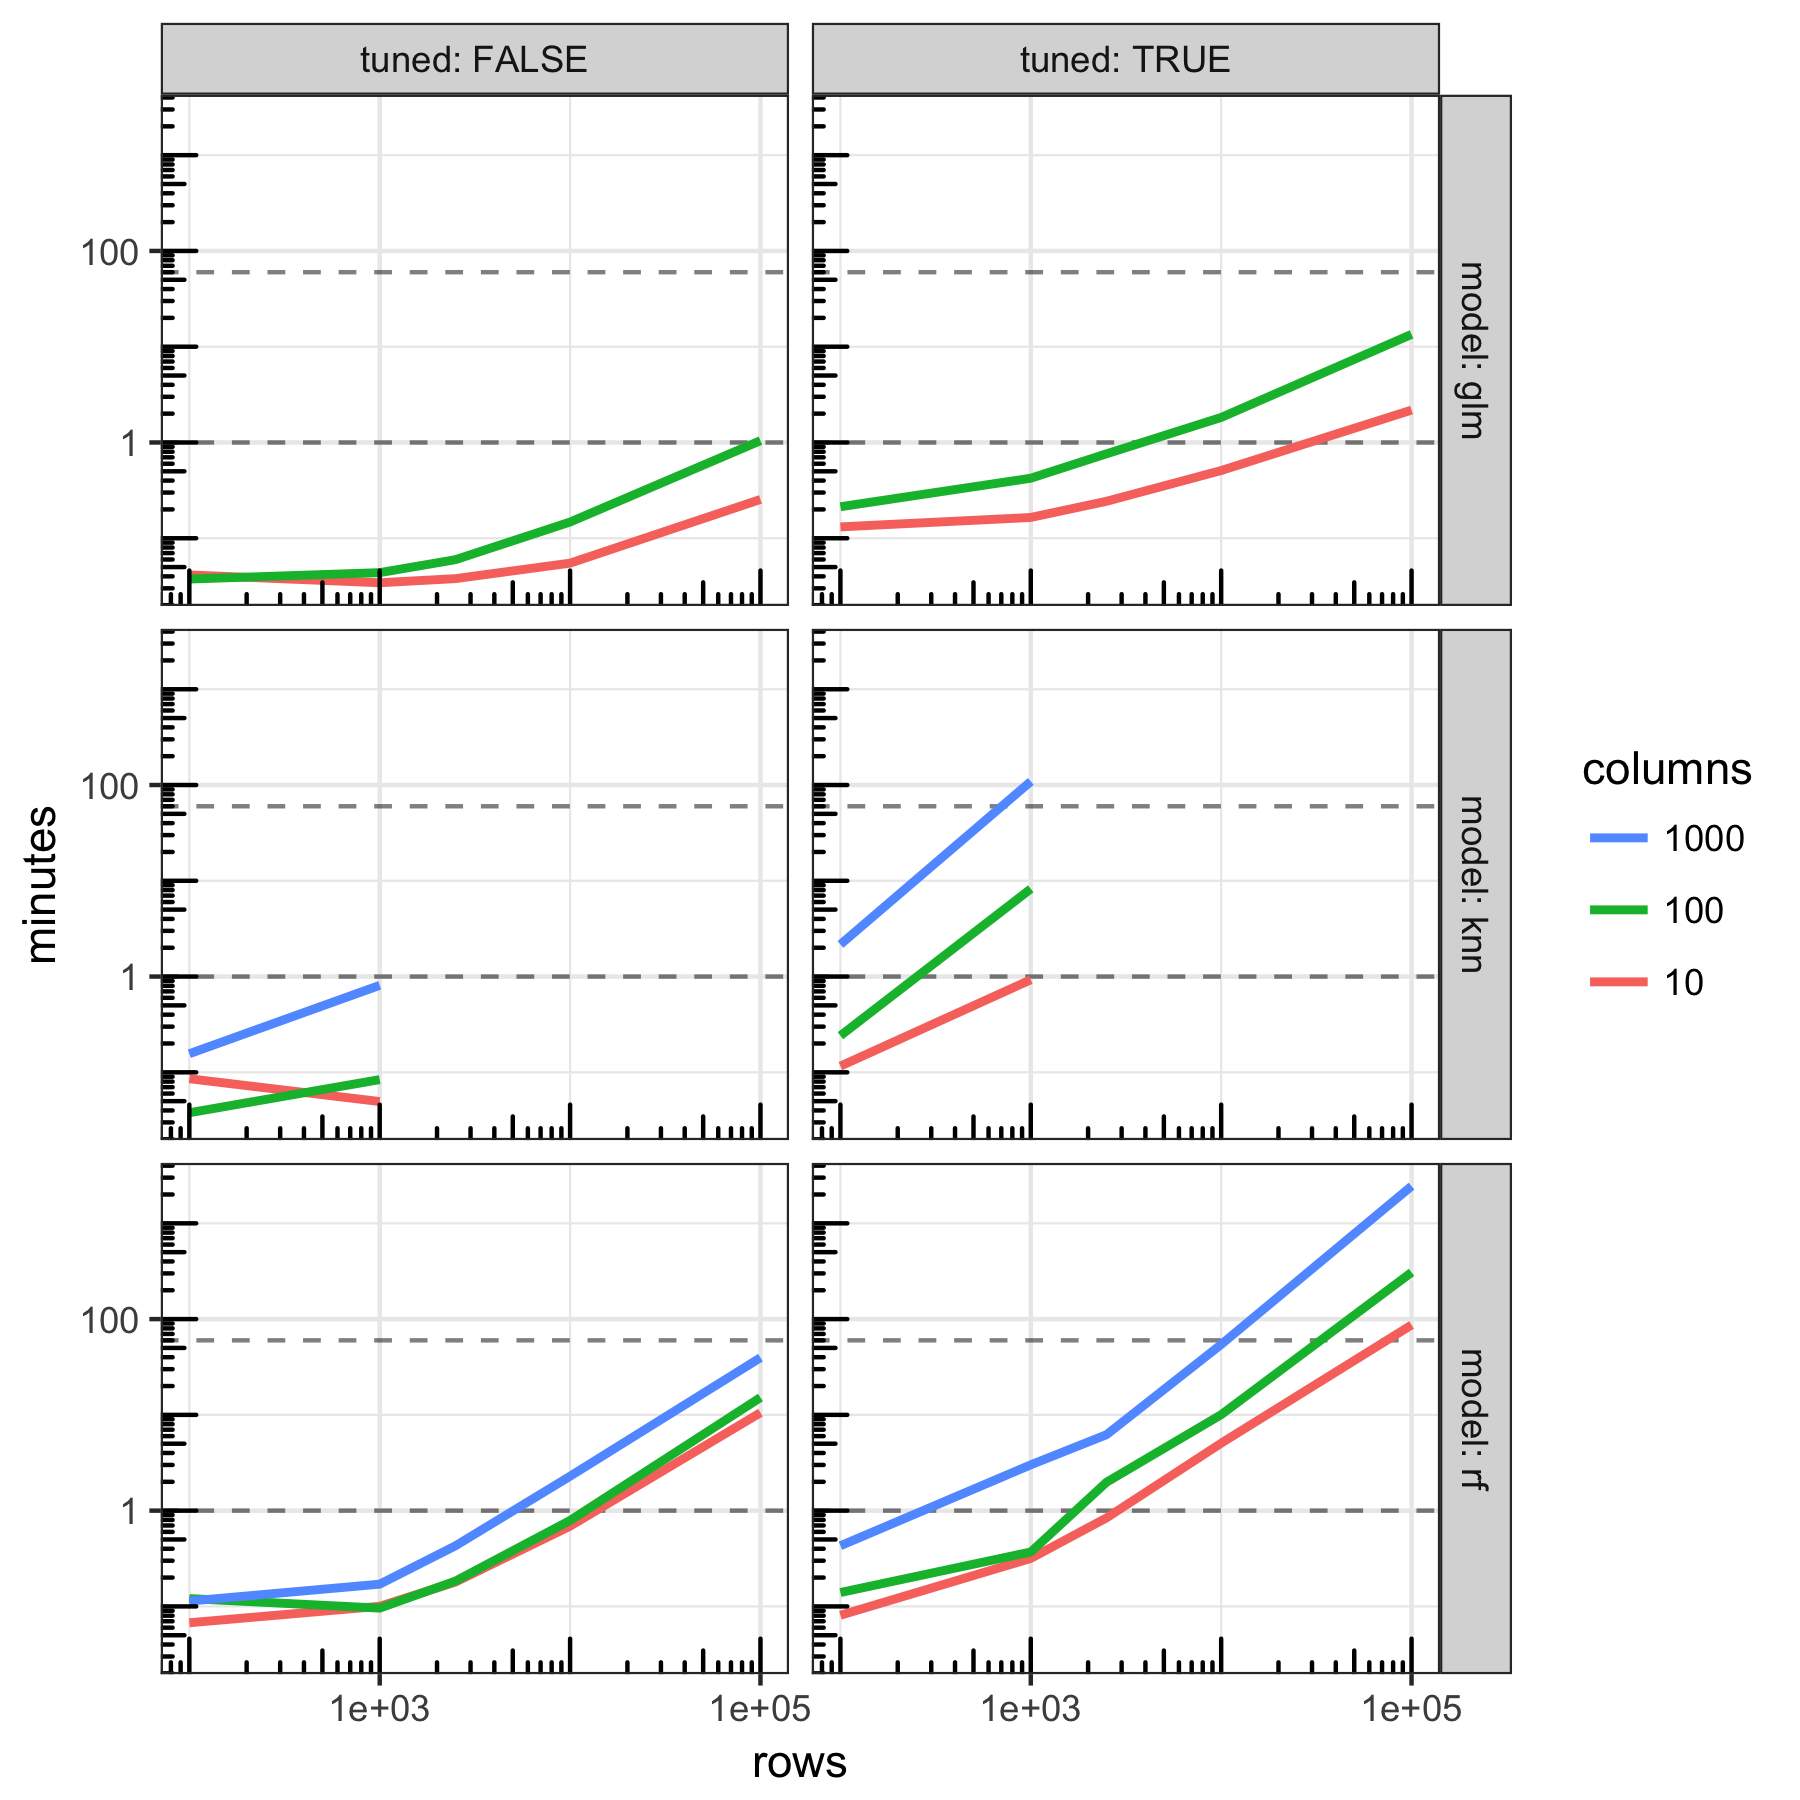 tuned: FALSE
tuned: TRUE
100
1
model: glm
100
1
model: knn
100
1
model: rf
1e+03
1e+05
1e+03
1e+05
rows
minutes
columns
1000
100
10